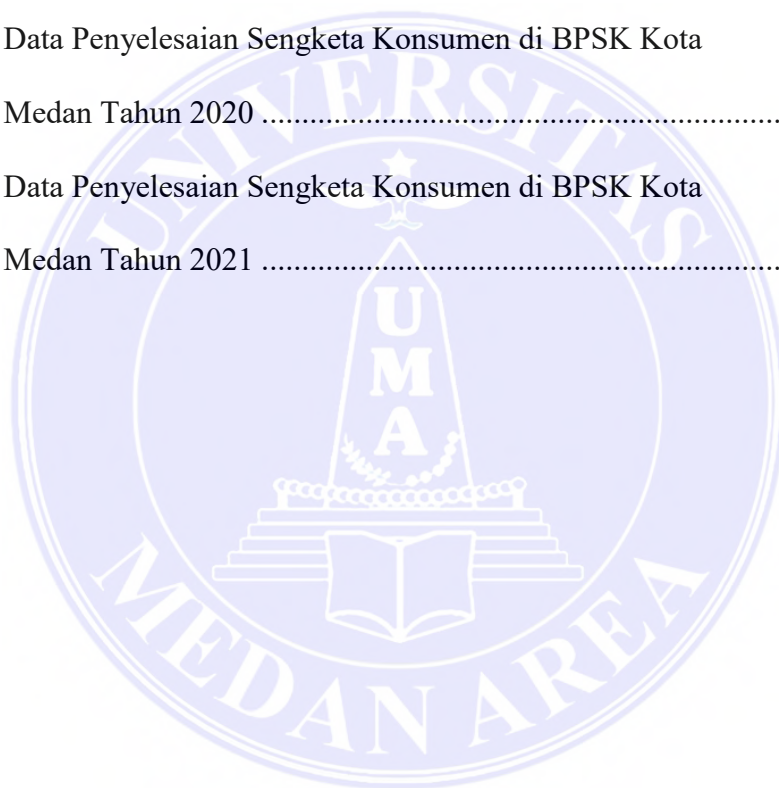 Data Penyelesaian Sengketa Konsumen di BPSK Kota
Medan Tahun 2020 ..........................................................................
Data Penyelesaian Sengketa Konsumen di BPSK Kota
Medan Tahun 2021 ..........................................................................
UNIVERSITAS
UMA
MEDAN AREA